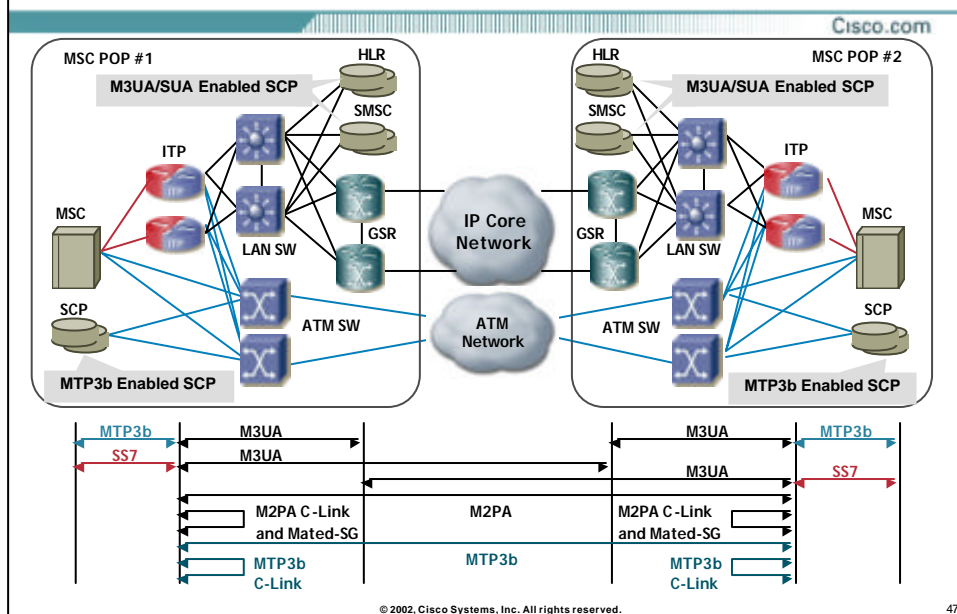 Cisco.com
MSC POP #1
HLR
M3UA/SUA Enabled SCP
SMSC
ITP
ITP
MSC
LAN SW
GSR
SCP
ATM SW
MTP3b Enabled SCP
IP Core
Network
ATM
Network
HLR
MSC POP #2
M3UA/SUA Enabled SCP
SMSC
ITP
ITP
MSC
GSR
LAN SW
ATM SW
SCP
MTP3b Enabled SCP
MTP3b
M3UA
M3UA
MTP3b
SS7
M3UA
M3UA
SS7
M2PA C-Link
and Mated-SG
M2PA
M2PA C-Link
and Mated-SG
MTP3b
MTP3b
C-Link
MTP3b
C-Link
© 2002, Cisco Systems, Inc. All rights reserved.
47